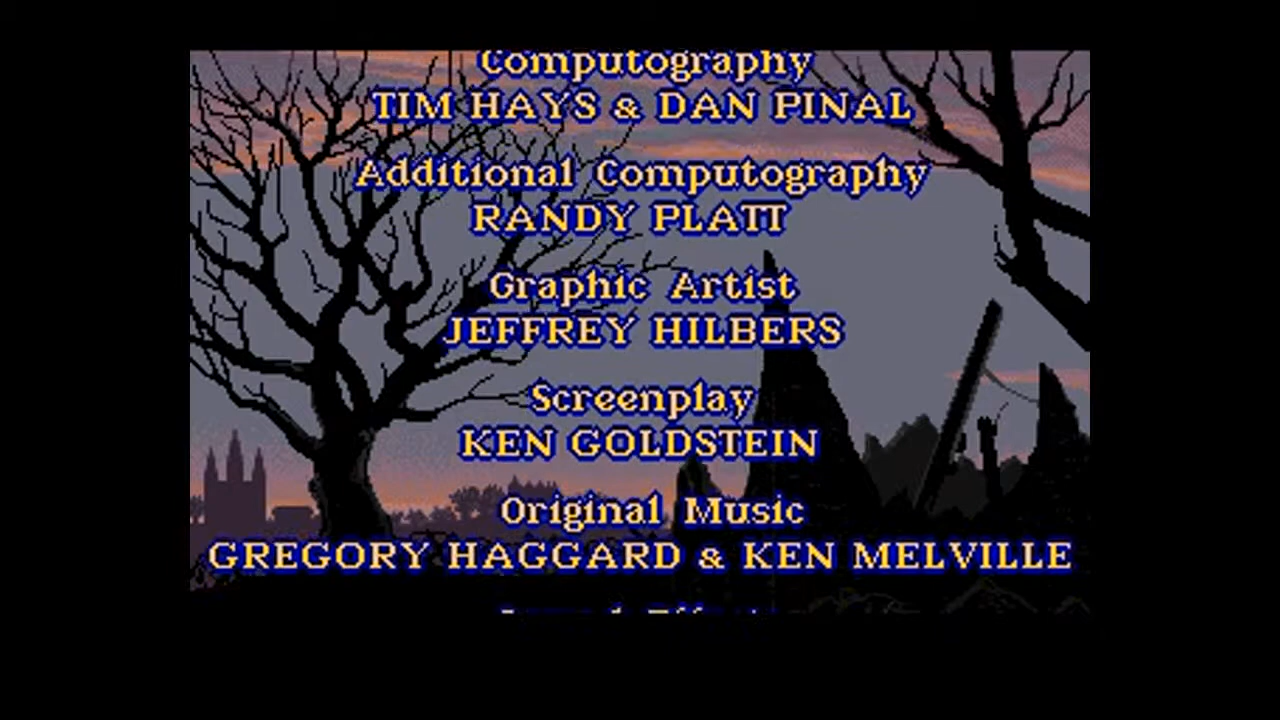 Computography
TIM HAYS & DAN PINAL
Additional Computography
RANDY PLATT
Graphic Artist
JEFFREY HILBERS
Screenplay
KEN GOLDSTEIN
Original Music
GREGORY HAGGARD & KEN MELVILLE